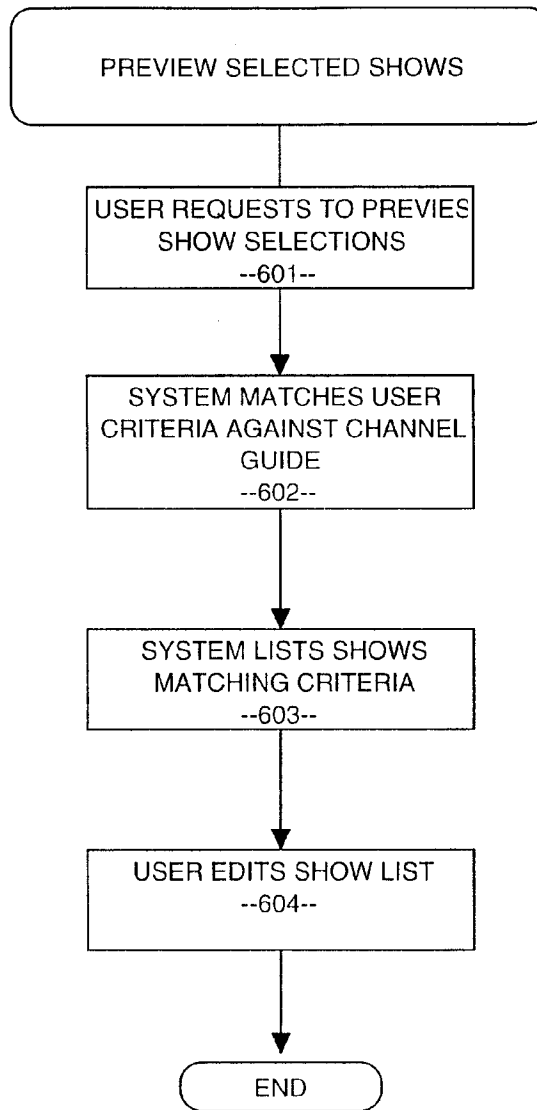 PREVIEW SELECTED SHOWS
USER REQUESTS TO PREVIES
SHOW SELECTIONS
--601--
SYSTEM MATCHES USER
CRITERIA AGAINST CHANNEL
GUIDE
--602--
SYSTEM LISTS SHOWS
MATCHING CRITERIA
--603--
USER EDITS SHOW LIST
--604--
END